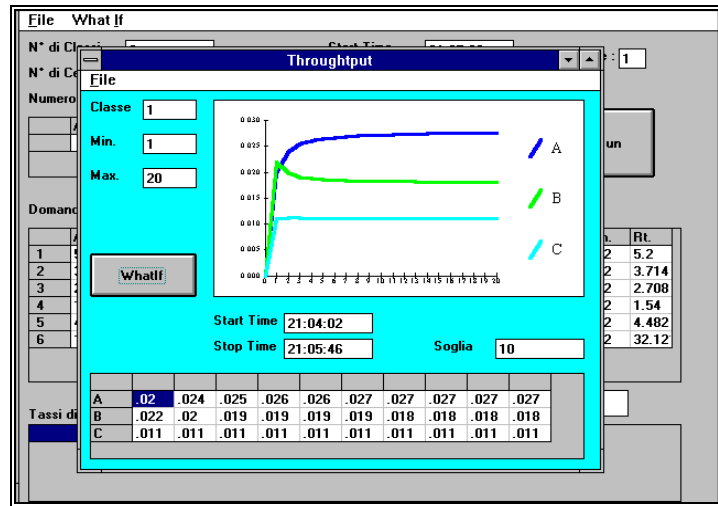 File What If
N° di
Start Time
: 1
N° di
Numero
un
Domand
Rt.
1 2 5.2
2 2 3.714
3 2 2.708
4 2 1.54
5 2 4.482
6 2 32.12
Tassi di
Throughtput
File
Classe 1
Min. 1
Max. 20
WhatIf
0.030
0.025
0.020
0.015
0.010
0.005
0.000
0 1 2 3 4 5 6 7 8 9 10 11 12 13 14 15 16 17 18 19 20
A
B
C
Start Time 21:04:02
Stop Time 21:05:46
Soglia 10
A .02 .024 .025 .026 .026 .027 .027 .027 .027
B .022 .02 .019 .019 .019 .018 .018 .018 .018
C .011 .011 .011 .011 .011 .011 .011 .011 .011